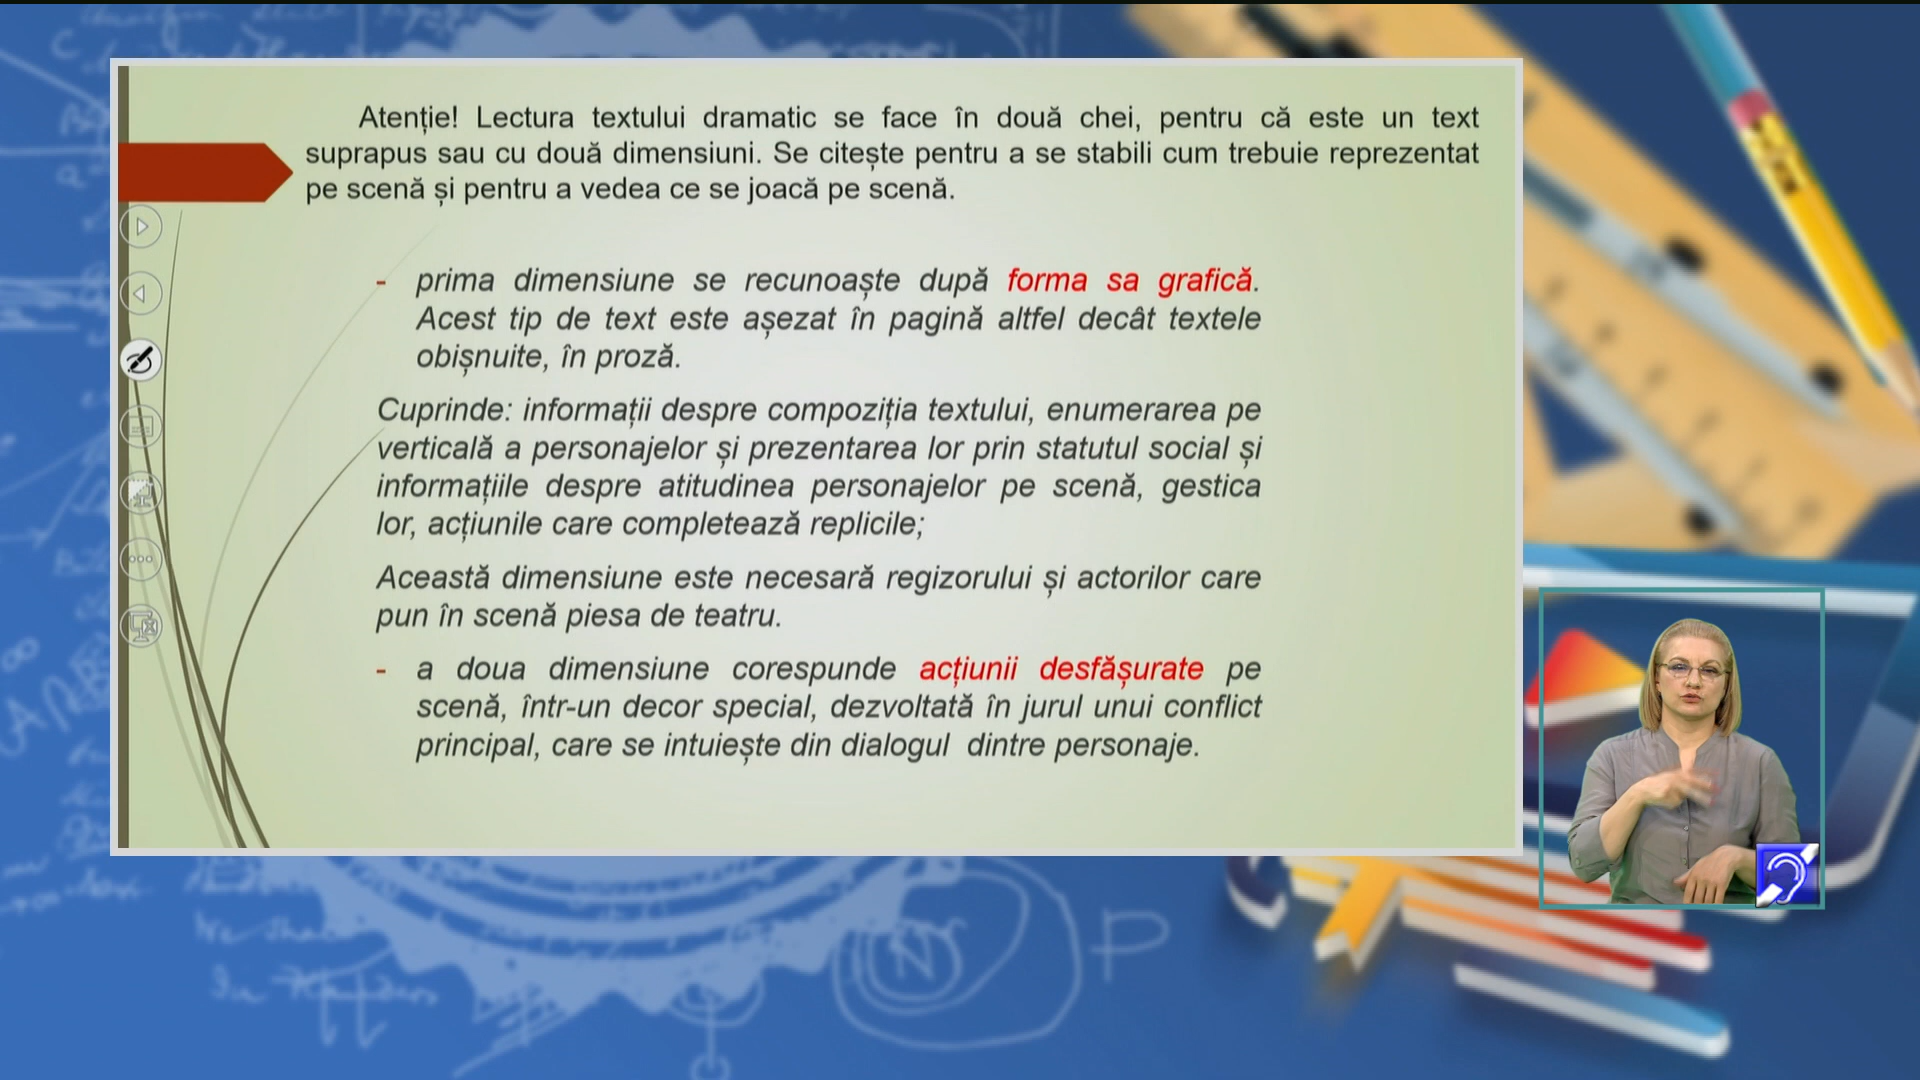 Atenție! Lectura textului dramatic se face în două chei, pentru că este un text
suprapus sau cu două dimensiuni. Se citește pentru a se stabili cum trebuie reprezentat
pe scenă și pentru a vedea ce se joacă pe scenă.
- prima dimensiune se recunoaște după forma sa grafică.
Acest tip de text este așezat în pagină altfel decât textele
obișnuite, în proză.
Cuprinde: informații despre compoziția textului, enumerarea pe
verticală a personajelor și prezentarea lor prin statutul social și
informațiile despre atitudinea personajelor pe scenă, gestica
lor, acțiunile care completează replicile;
Această dimensiune este necesară regizorului și actorilor care
pun în scenă piesa de teatru.
- a doua dimensiune corespunde acțiunii desfășurate pe
scenă, într-un decor special, dezvoltată în jurul unui conflict
principal, care se intuiește din dialogul  dintre personaje.
N
P